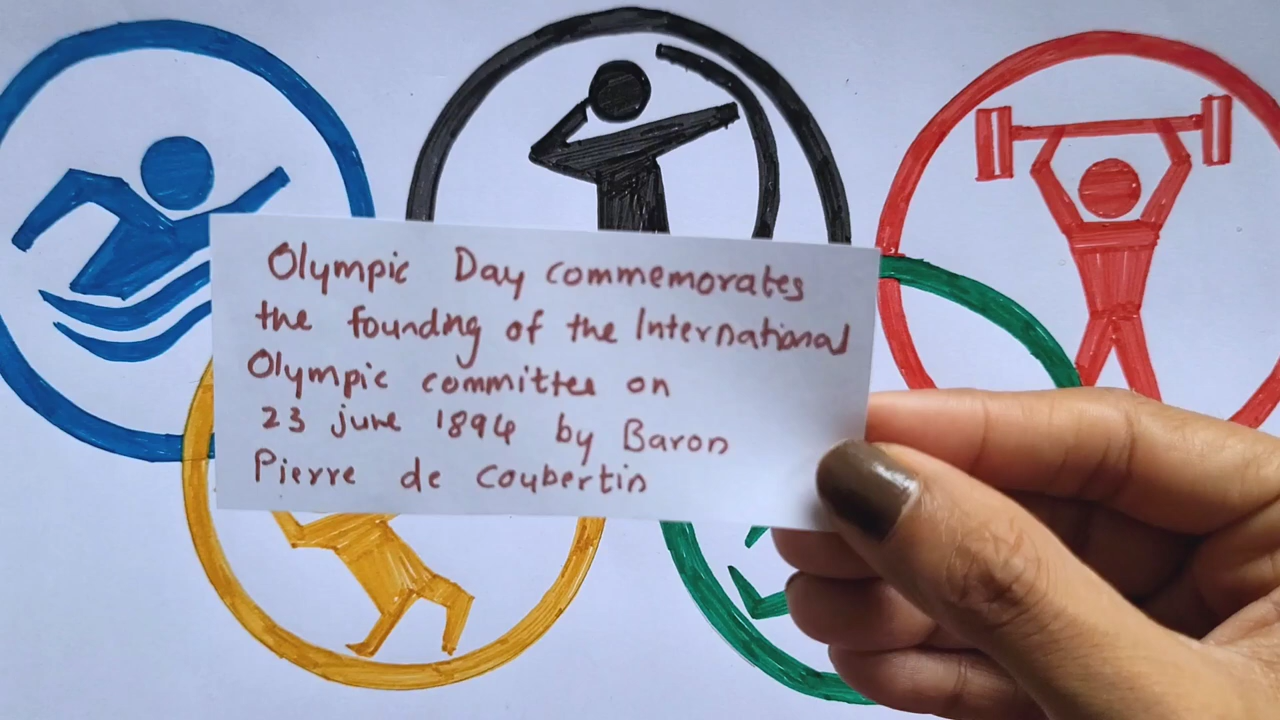 Olympic Day commemorates
the founding of the International
Olympic committee on
23 june 1894 by Baron
Pierre de Coubertin